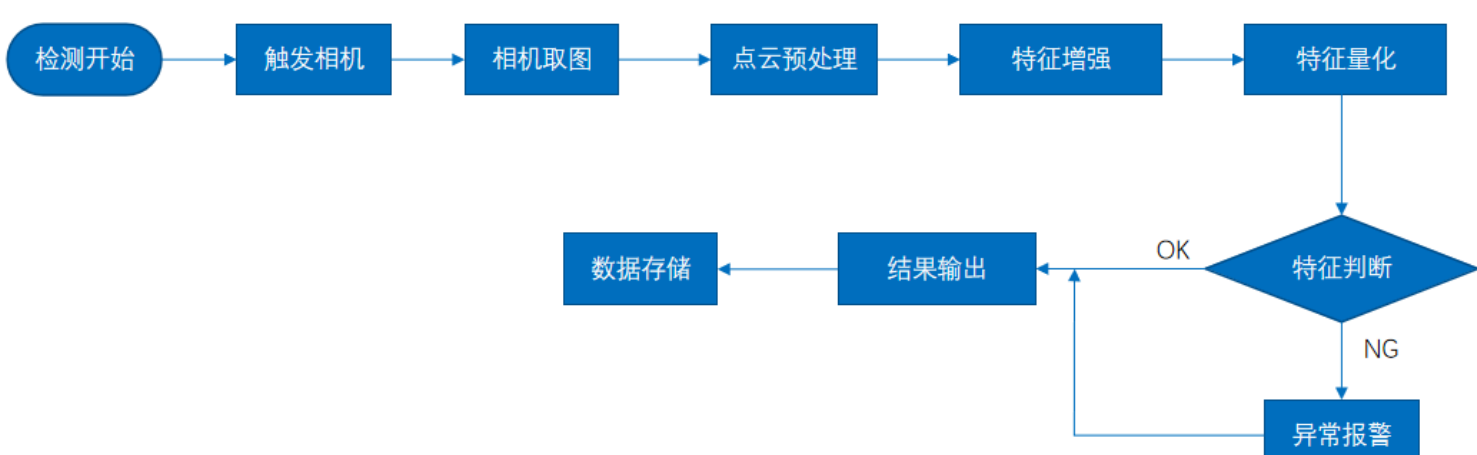 检测开始
触发相机
相机取图
点云预处理
特征增强
特征量化
特征判断
OK
结果输出
数据存储
NG
异常报警